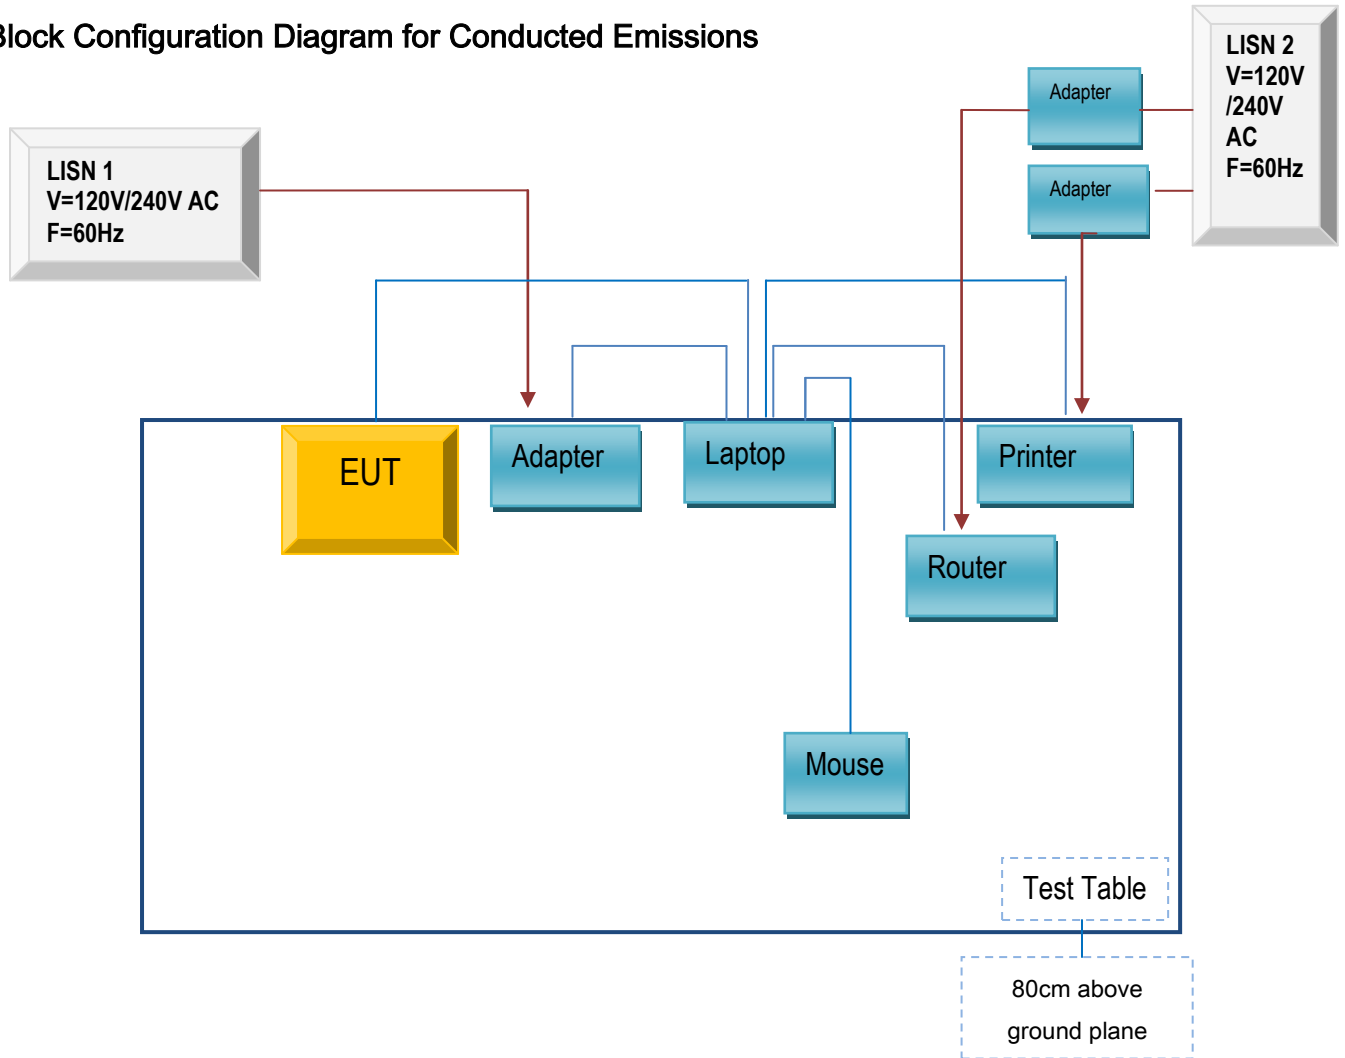 Block Configuration Diagram for Conducted Emissions
LISN 1
V=120V/240V AC
F=60Hz
Adapter
Adapter
LISN 2
V=120V
/240V
AC
F=60Hz
EUT
Adapter
Laptop
Printer
Router
Mouse
Test Table
80cm above
ground plane